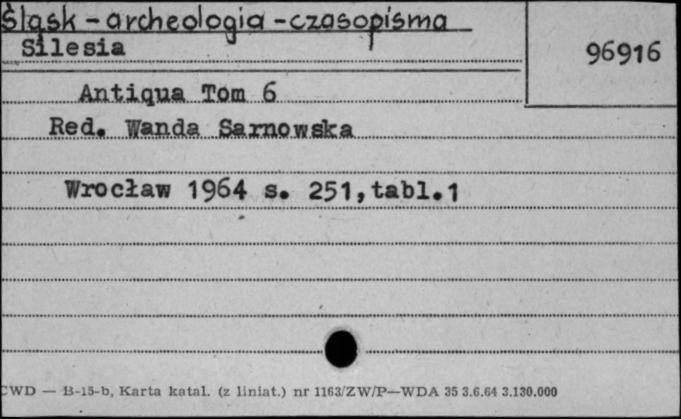 Śląsk - archeologia - czasopisma
Silesia
96916
Antiqua Tom 6
Red. Wanda Sarnowska
Wrocław 1964 s. 251,tabl.1
CWD — B-15-b, Karta katal. (z liniat.) nr 1163/ZW/P—WDA 35 3.6.64 3.130.000